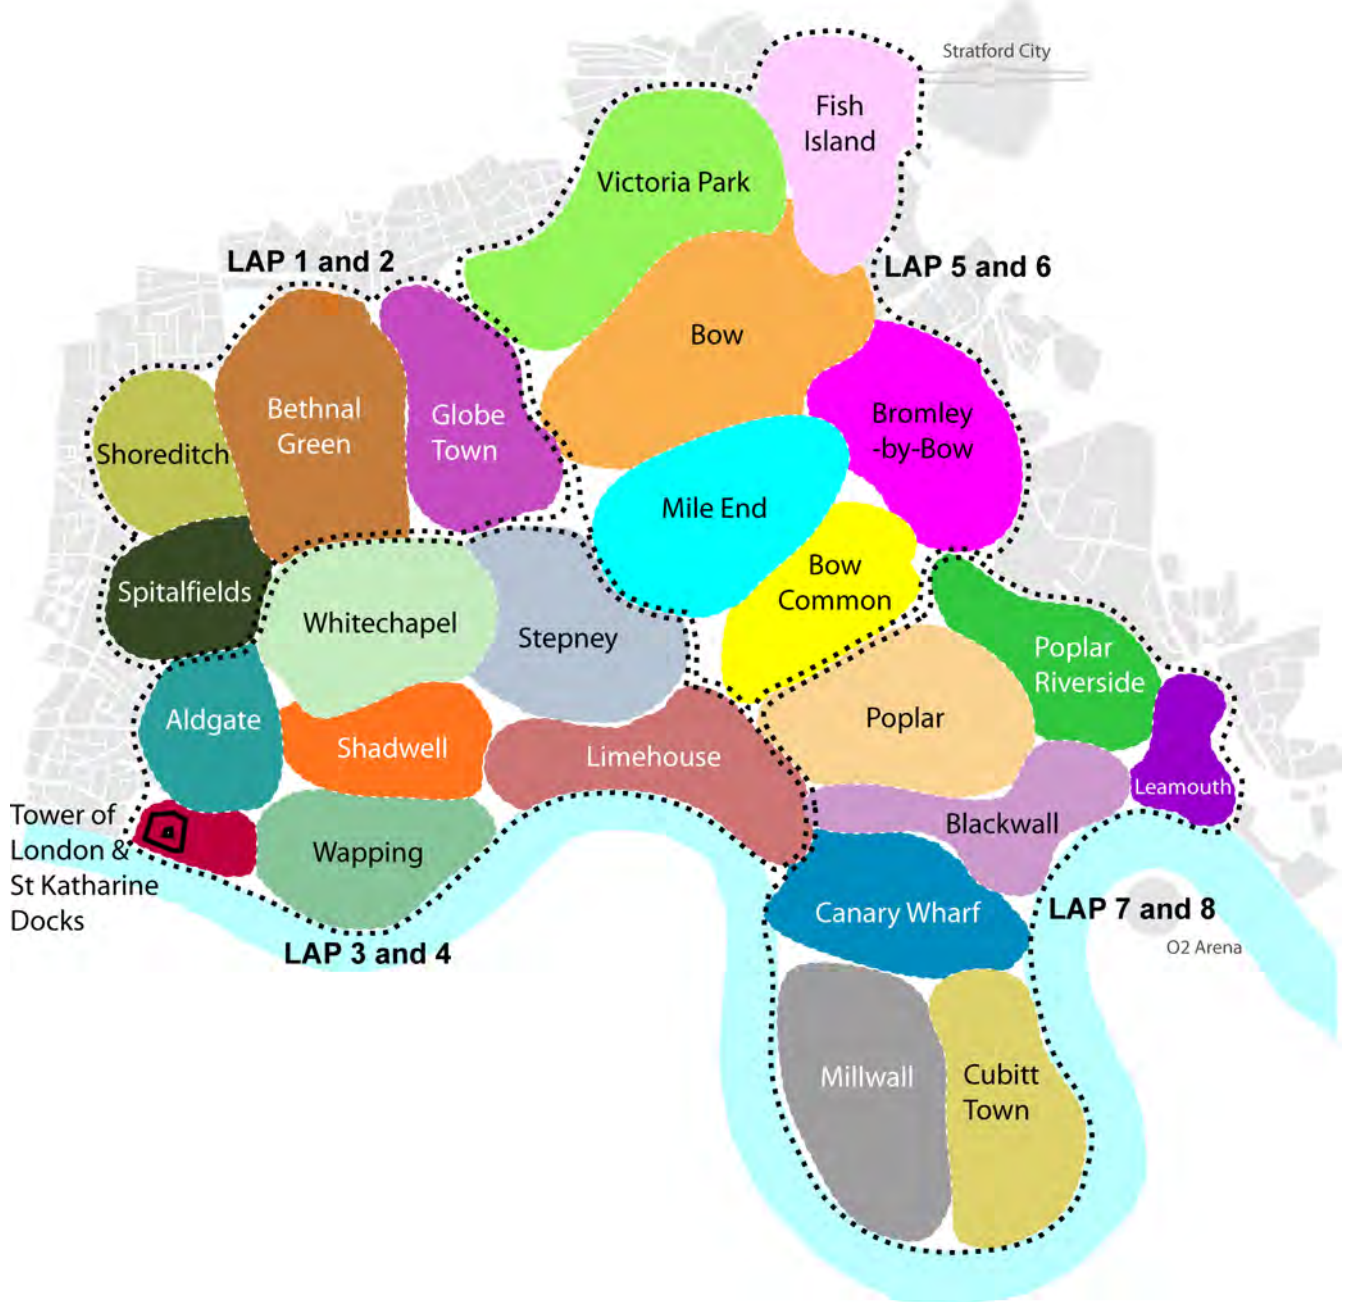 Stratford City
Fish
Island
Victoria Park
LAP 1 and 2
LAP 5 and 6
Bow
Bethnal
Green
Globe
Town
Bromley
-by-Bow
Shoreditch
Mile End
Bow
Common
Spitalfields
Whitechapel
Stepney
Poplar
Riverside
Aldgate
Poplar
Shadwell
Limehouse
Leamouth
Tower of
London &
St Katharine
Docks
Blackwall
Wapping
Canary Wharf
LAP 7 and 8
LAP 3 and 4
O2 Arena
Millwall
Cubitt
Town